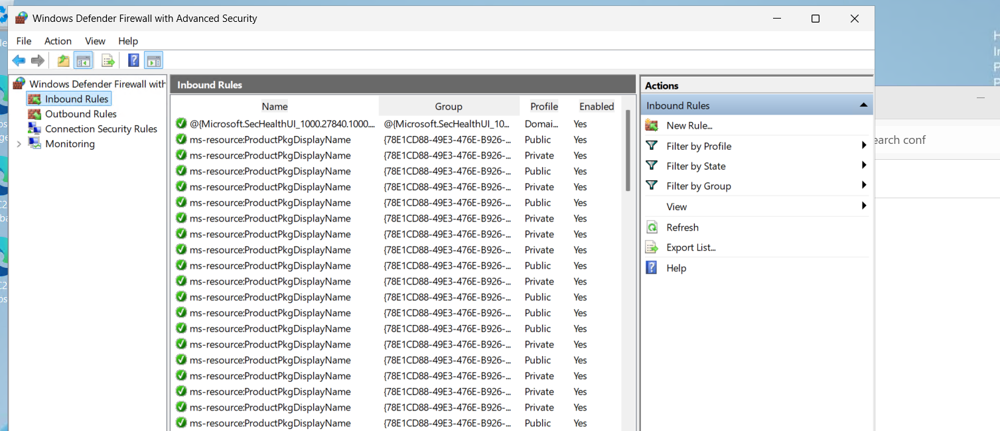 Windows Defender Firewall with Advanced Security
File Action View Help
Windows Defender Firewall with
Inbound Rules
Outbound Rules
Connection Security Rules
Monitoring
Inbound Rules
Name Group Profile Enabled
@{Microsoft.SecHealthUI_1000.27840.1000.... @{Microsoft.SecHealthUI_10... Domai... Yes
ms-resource:ProductPkgDisplayName {78E1CD88-49E3-476E-B926-... Public Yes
ms-resource:ProductPkgDisplayName {78E1CD88-49E3-476E-B926-... Private Yes
ms-resource:ProductPkgDisplayName {78E1CD88-49E3-476E-B926-... Public Yes
ms-resource:ProductPkgDisplayName {78E1CD88-49E3-476E-B926-... Private Yes
ms-resource:ProductPkgDisplayName {78E1CD88-49E3-476E-B926-... Public Yes
ms-resource:ProductPkgDisplayName {78E1CD88-49E3-476E-B926-... Private Yes
ms-resource:ProductPkgDisplayName {78E1CD88-49E3-476E-B926-... Public Yes
ms-resource:ProductPkgDisplayName {78E1CD88-49E3-476E-B926-... Private Yes
ms-resource:ProductPkgDisplayName {78E1CD88-49E3-476E-B926-... Public Yes
ms-resource:ProductPkgDisplayName {78E1CD88-49E3-476E-B926-... Private Yes
ms-resource:ProductPkgDisplayName {78E1CD88-49E3-476E-B926-... Public Yes
ms-resource:ProductPkgDisplayName {78E1CD88-49E3-476E-B926-... Public Yes
ms-resource:ProductPkgDisplayName {78E1CD88-49E3-476E-B926-... Public Yes
ms-resource:ProductPkgDisplayName {78E1CD88-49E3-476E-B926-... Private Yes
ms-resource:ProductPkgDisplayName {78E1CD88-49E3-476E-B926-... Public Yes
ms-resource:ProductPkgDisplayName {78E1CD88-49E3-476E-B926-... Private Yes
ms-resource:ProductPkgDisplayName {78E1CD88-49E3-476E-B926-... Public Yes
ms-resource:ProductPkgDisplayName {78E1CD88-49E3-476E-B926-... Private Yes
ms-resource:ProductPkgDisplayName {78E1CD88-49E3-476E-B926-... Public Yes
Actions
Inbound Rules
New Rule...
Filter by Profile
Filter by State
Filter by Group
View
Refresh
Export List...
Help
earch conf